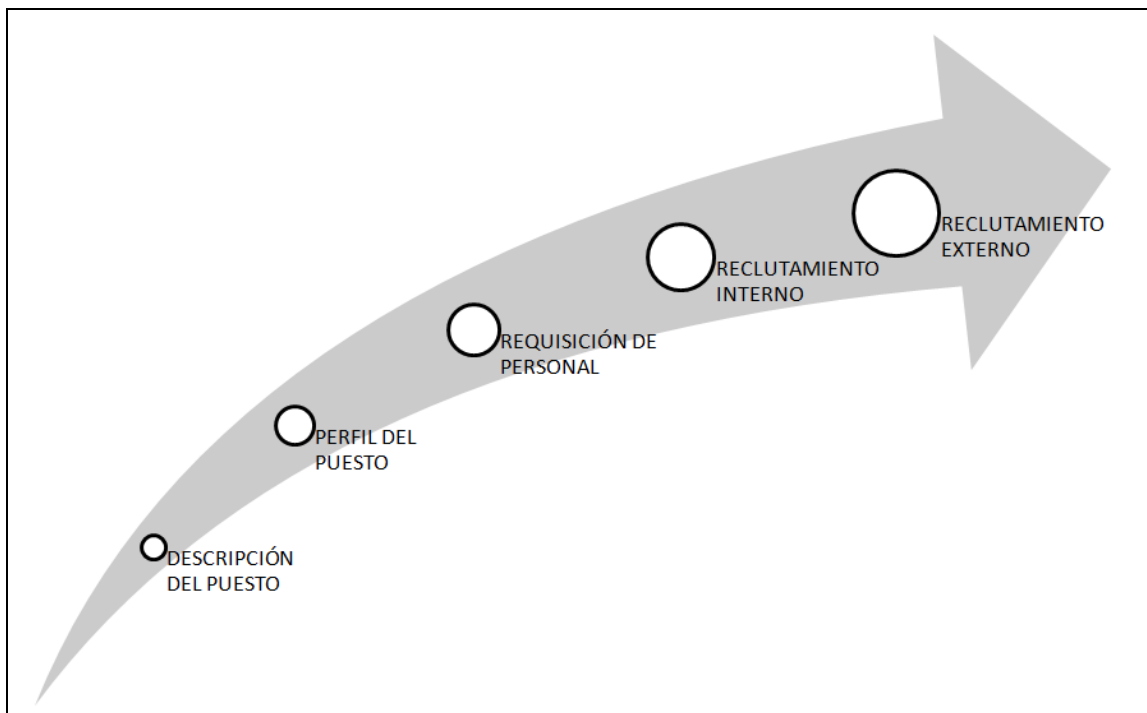 DESCRIPCIÓN
DEL PUESTO
PERFIL DEL
PUESTO
REQUISICIÓN DE
PERSONAL
RECLUTAMIENTO
INTERNO
RECLUTAMIENTO
EXTERNO